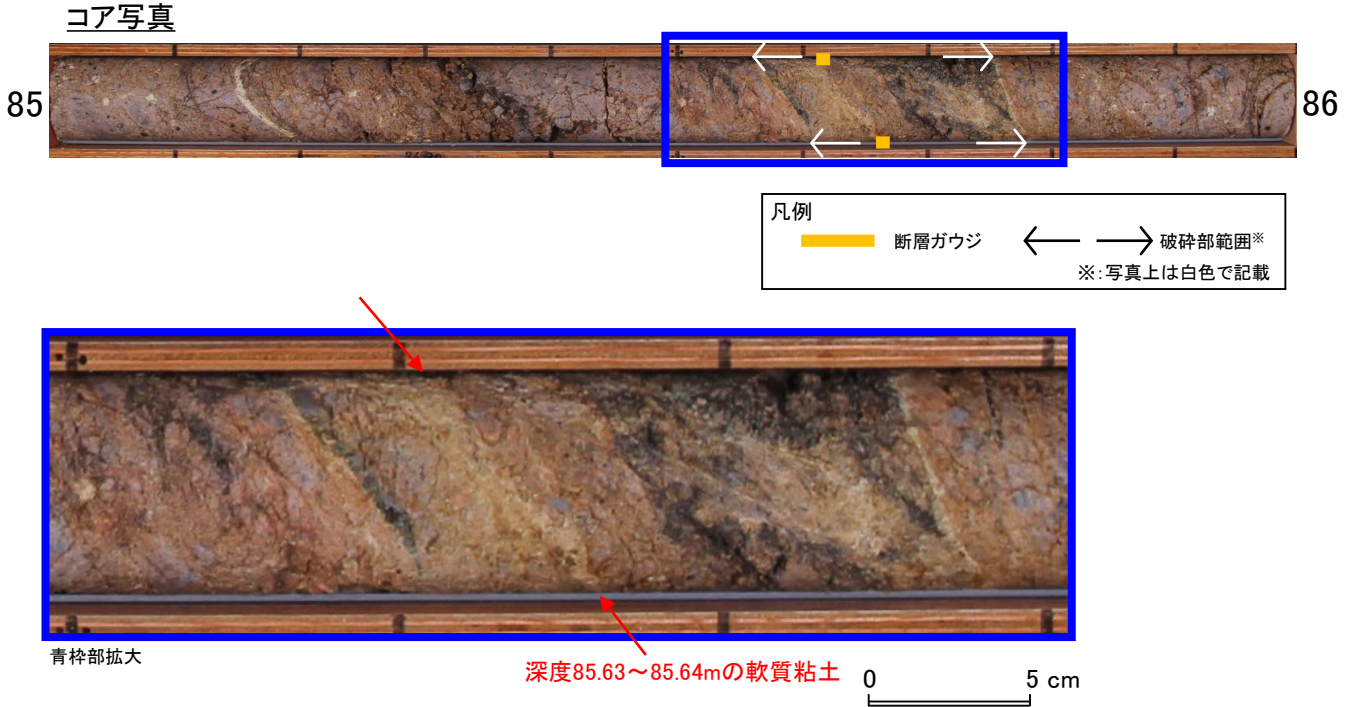 コア写真
85
86
凡例
断層ガウジ
破砕部範囲※
※:写真上は白色で記載
青枠部拡大
深度85.63～85.64mの軟質粘土
0
5 cm